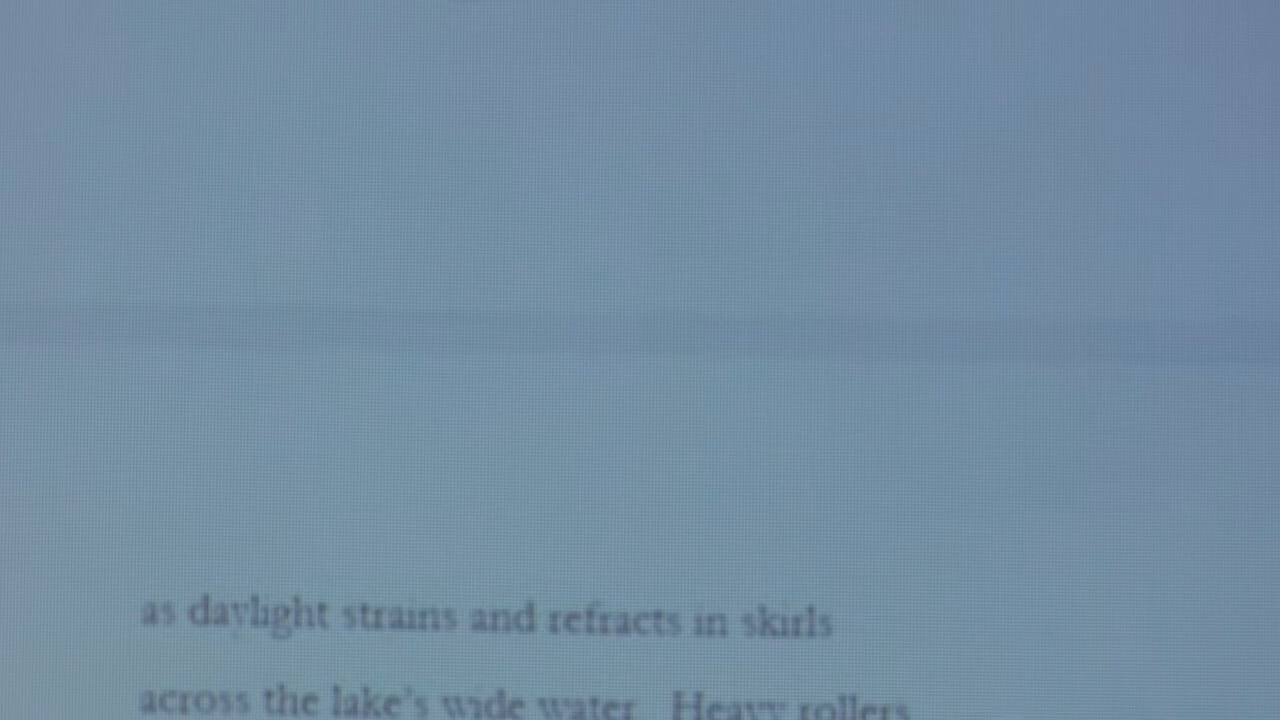 as daylight strains and refracts in skirls
across the lake's wide water. Heavy rollers